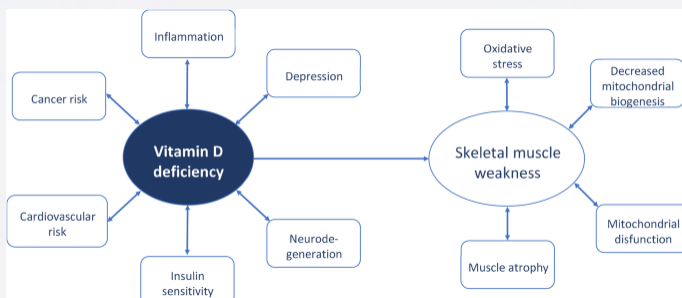 Inflammation
Depression
Cancer risk
Vitamin D
deficiency
Cardiovascular
risk
Insulin
sensitivity
Neurode-
generation
Oxidative
stress
Decreased
mitochondrial
biogenesis
Skeletal muscle
weakness
Mitochondrial
disfunction
Muscle atrophy